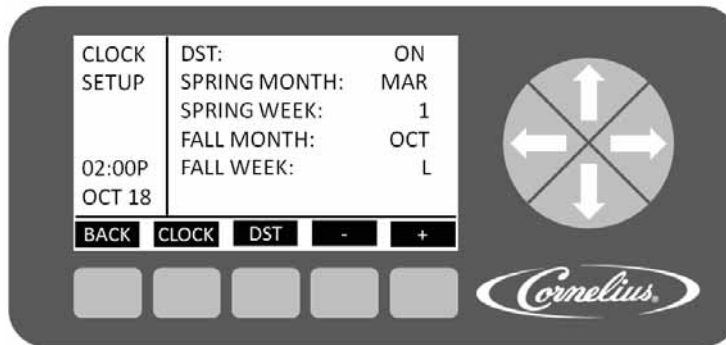 CLOCK
SETUP
02:00P
OCT 18
DST: ON
SPRING MONTH: MAR
SPRING WEEK: 1
FALL MONTH: OCT
FALL WEEK: L
BACK CLOCK DST - +
Cornelius.